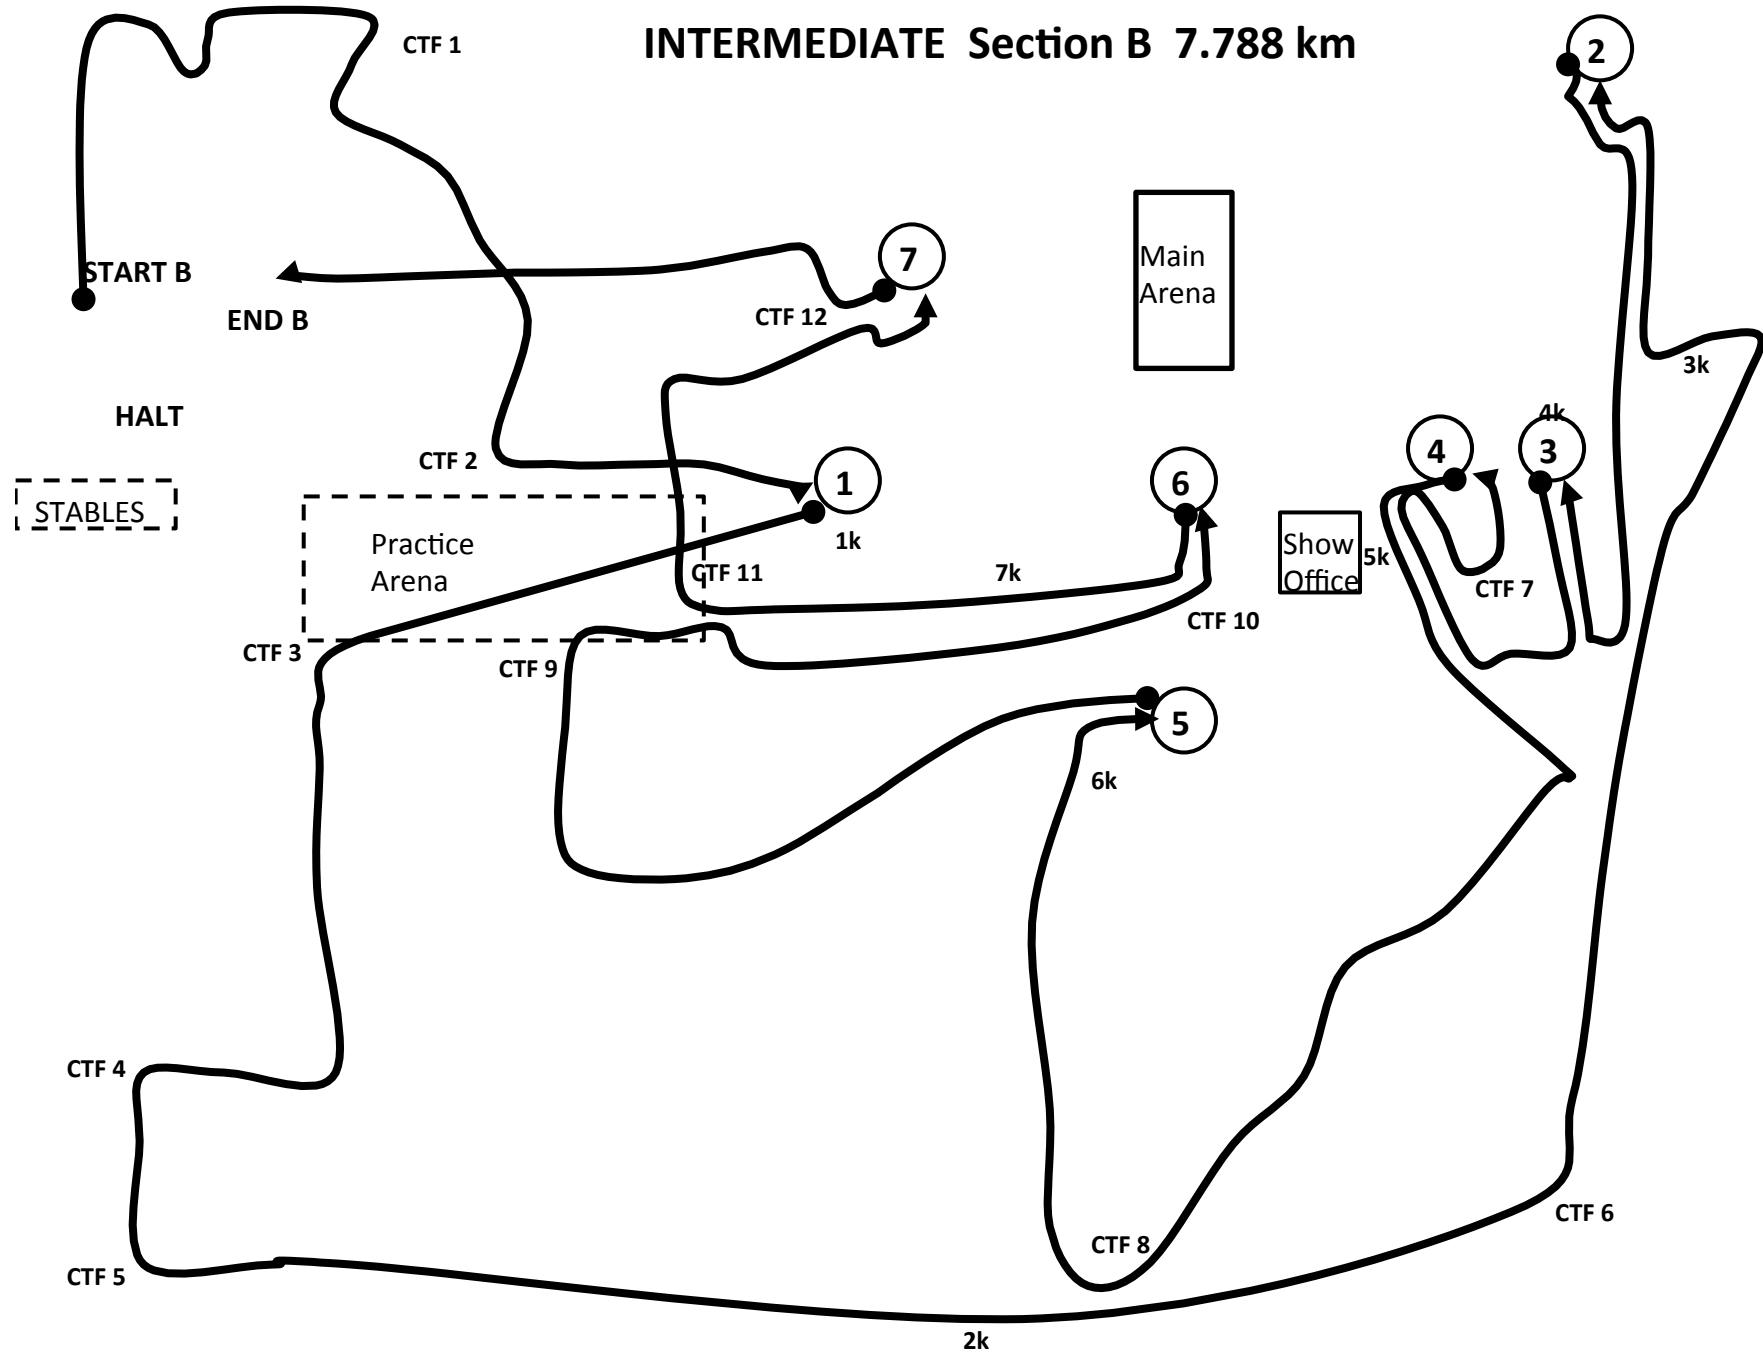 INTERMEDIATE Section B 7.788 km
CTF 1
2
START B
END B
7
CTF 12
Main
Arena
3k
HALT
4k
CTF 2
1
6
4
3
STABLES
Practice
Arena
1k
CTF 11
7k
Show
Office
5k
CTF 7
CTF 10
CTF 3
CTF 9
5
6k
CTF 4
CTF 6
CTF 8
CTF 5
2k